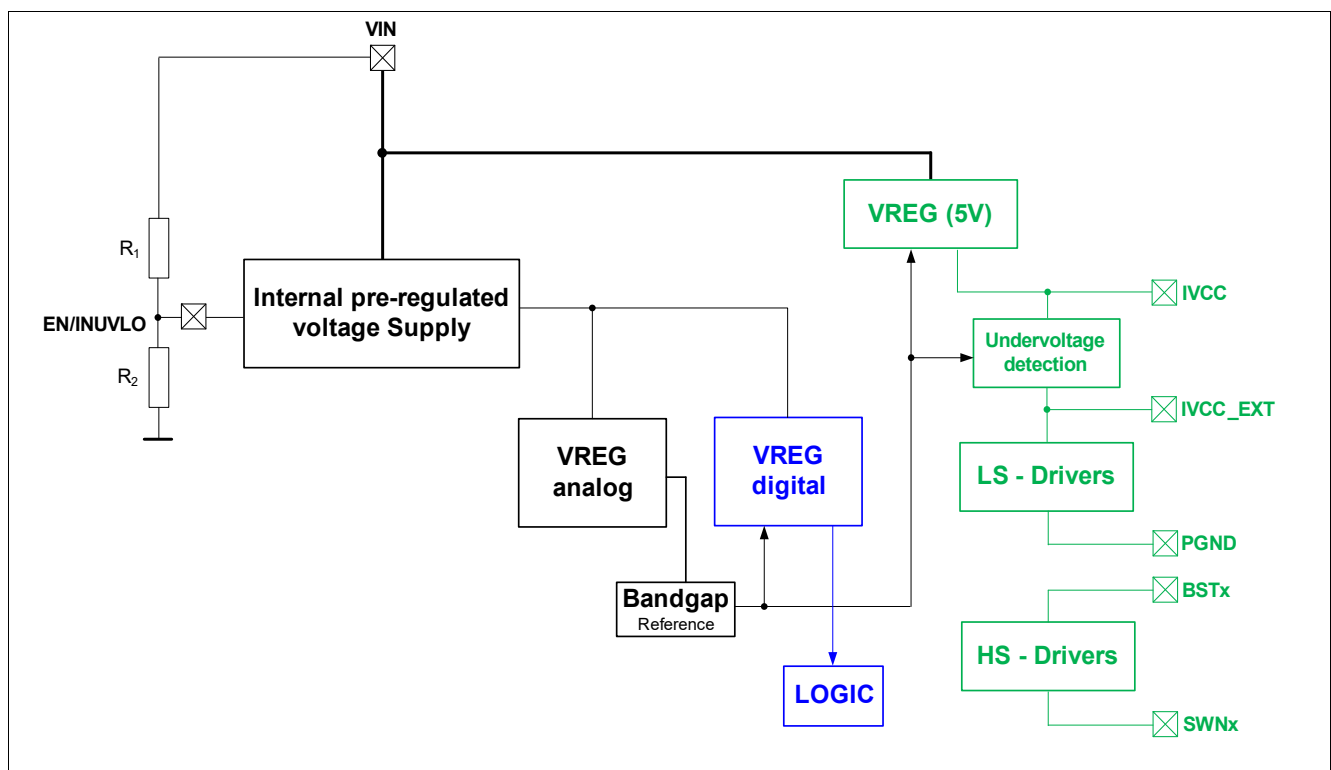 VIN
VREG (5V)
R1
Internal pre-regulated
voltage Supply
IVCC
EN/INUVLO
Undervoltage
detection
R2
IVCC_EXT
VREG
analog
VREG
digital
LS - Drivers
PGND
Bandgap
Reference
BSTx
HS - Drivers
LOGIC
SWNx